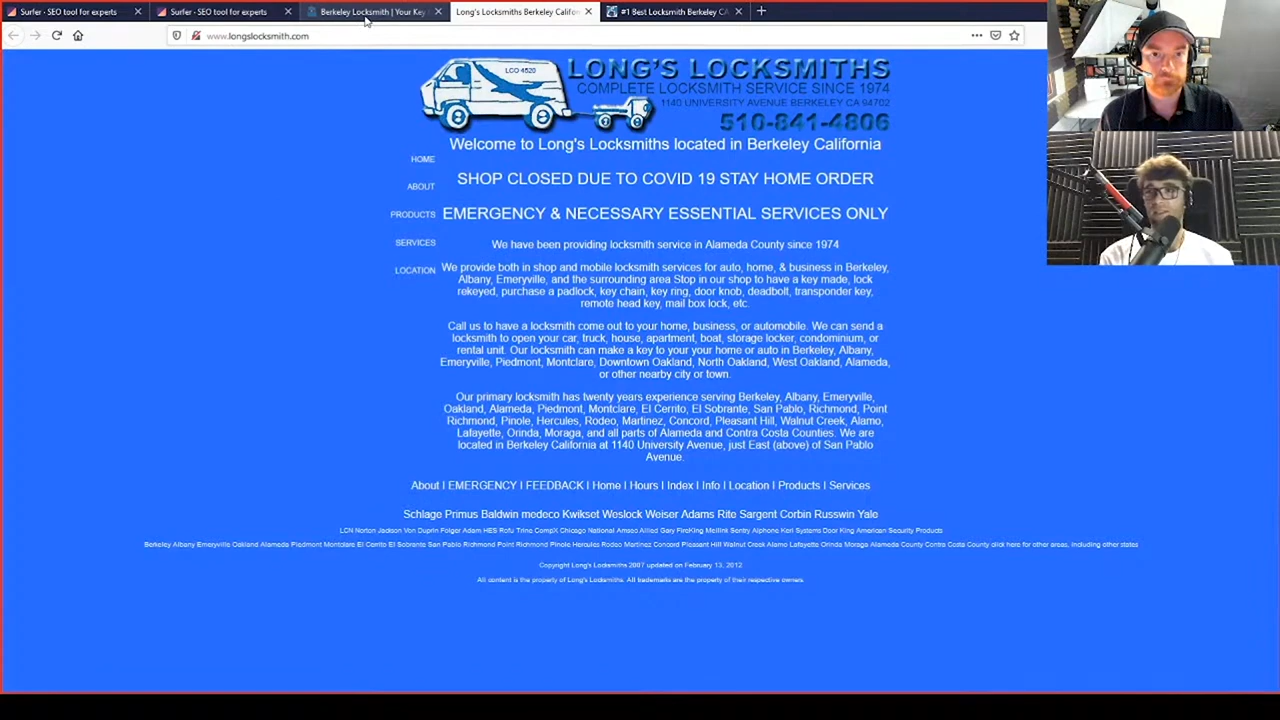 Surfer - SEO tool for experts
Surfer - SEO tool for experts
Berkeley Locksmith | Your Key
Long's Locksmiths Berkeley Califo
#1 Best Locksmith Berkeley CA
www.longslocksmith.com
LCO 4520
LONG'S LOCKSMITHS
COMPLETE LOCKSMITH SERVICE SINCE 1974
1140 UNIVERSITY AVENUE BERKELEY CA 94702
510-841-4806
Welcome to Long's Locksmiths located in Berkeley California
HOME
ABOUT
PRODUCTS
SERVICES
LOCATION
SHOP CLOSED DUE TO COVID 19 STAY HOME ORDER
EMERGENCY & NECESSARY ESSENTIAL SERVICES ONLY
We have been providing locksmith service in Alameda County since 1974
We provide both in shop and mobile locksmith services for auto, home, & business in Berkeley,
Albany, Emeryville, and the surrounding area Stop in our shop to have a key made, lock
rekeyed, purchase a padlock, key chain, key ring, door knob, deadbolt, transponder key,
remote head key, mail box lock, etc.
Call us to have a locksmith come out to your home, business, or automobile. We can send a
locksmith to open your car, truck, house, apartment, boat, storage locker, condominium, or
rental unit. Our locksmith can make a key to your your home or auto in Berkeley, Albany,
Emeryville, Piedmont, Montclare, Downtown Oakland, North Oakland, West Oakland, Alameda,
or other nearby city or town.
Our primary locksmith has twenty years experience serving Berkeley, Albany, Emeryville,
Oakland, Alameda, Piedmont, Montclare, El Cerrito, El Sobrante, San Pablo, Richmond, Point
Richmond, Pinole, Hercules, Rodeo, Martinez, Concord, Pleasant Hill, Walnut Creek, Alamo,
Lafayette, Orinda, Moraga, and all parts of Alameda and Contra Costa Counties. We are
located in Berkeley California at 1140 University Avenue, just East (above) of San Pablo
Avenue.
About I EMERGENCY I FEEDBACK I Home I Hours I Index I Info I Location I Products I Services
Schlage Primus Baldwin medeco Kwikset Weslock Weiser Adams Rite Sargent Corbin Russwin Yale
LCN Norton Jackson Von Duprin Folger Adam HES Rofu Trine CompX Chicago National Amseo Allied Gary FireKing Meilink Sentry Alphone Keri Systems Door King American Security Products
Berkeley Albany Emeryville Oakland Alameda Piedmont Montclare El Cerrito El Sobrante San Pablo Richmond Point Richmond Pinole Hercules Rodeo Martinez Concord Pleasant Hill Walnut Creek Alamo Lafayette Orinda Moraga Alameda County Contra Costa County click here for other areas, including other states
Copyright Long's Locksmiths 2007 updated on February 13, 2012
All content is the property of Long's Locksmiths. All trademarks are the property of their respective owners